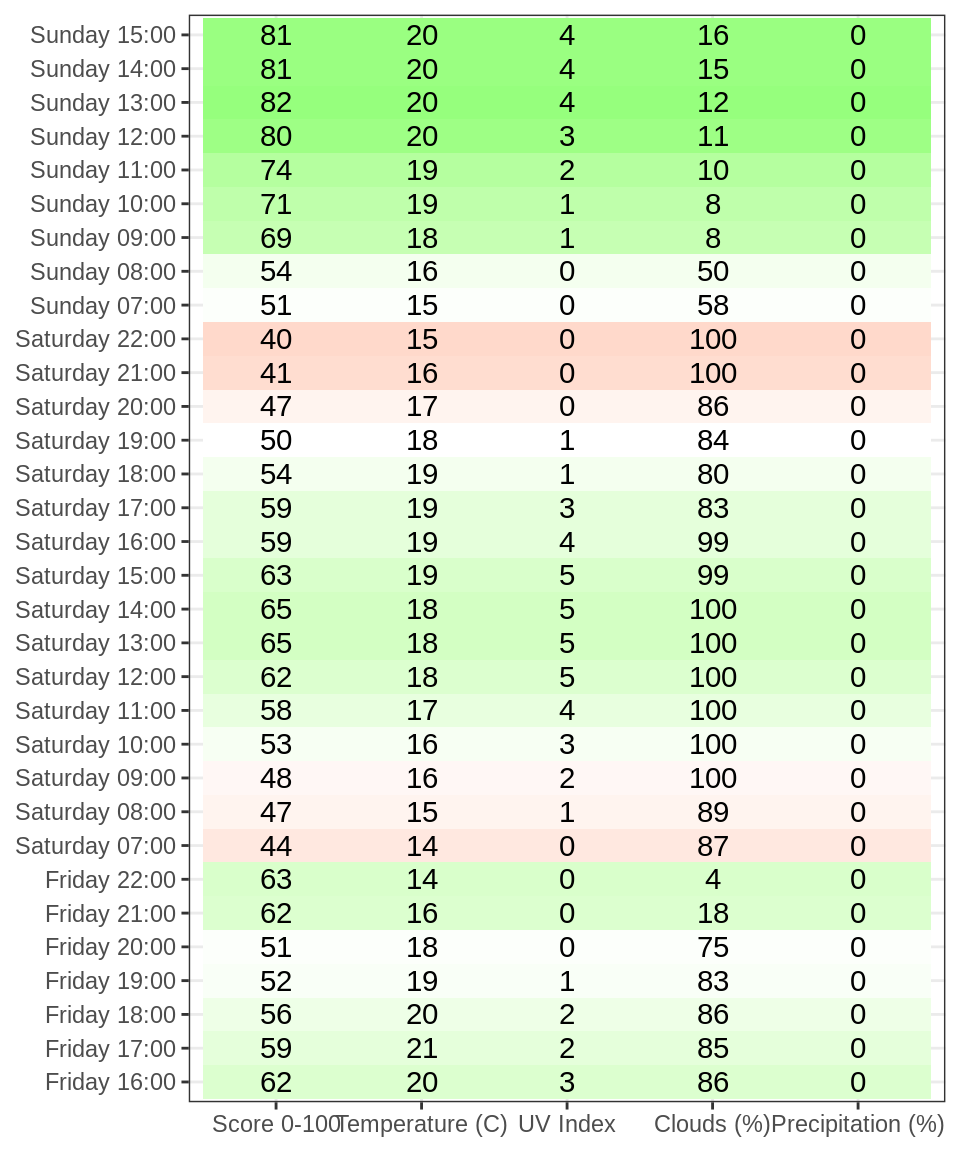 Sunday 15:00 81 20 4 16 0
Sunday 14:00 81 20 4 15 0
Sunday 13:00 82 20 4 12 0
Sunday 12:00 80 20 3 11 0
Sunday 11:00 74 19 2 10 0
Sunday 10:00 71 19 1 8 0
Sunday 09:00 69 18 1 8 0
Sunday 08:00 54 16 0 50 0
Sunday 07:00 51 15 0 58 0
Saturday 22:00 40 15 0 100 0
Saturday 21:00 41 16 0 100 0
Saturday 20:00 47 17 0 86 0
Saturday 19:00 50 18 1 84 0
Saturday 18:00 54 19 1 80 0
Saturday 17:00 59 19 3 83 0
Saturday 16:00 59 19 4 99 0
Saturday 15:00 63 19 5 99 0
Saturday 14:00 65 18 5 100 0
Saturday 13:00 65 18 5 100 0
Saturday 12:00 62 18 5 100 0
Saturday 11:00 58 17 4 100 0
Saturday 10:00 53 16 3 100 0
Saturday 09:00 48 16 2 100 0
Saturday 08:00 47 15 1 89 0
Saturday 07:00 44 14 0 87 0
Friday 22:00 63 14 0 4 0
Friday 21:00 62 16 0 18 0
Friday 20:00 51 18 0 75 0
Friday 19:00 52 19 1 83 0
Friday 18:00 56 20 2 86 0
Friday 17:00 59 21 2 85 0
Friday 16:00 62 20 3 86 0
Score 0-100 Temperature (C) UV Index Clouds (%) Precipitation (%)